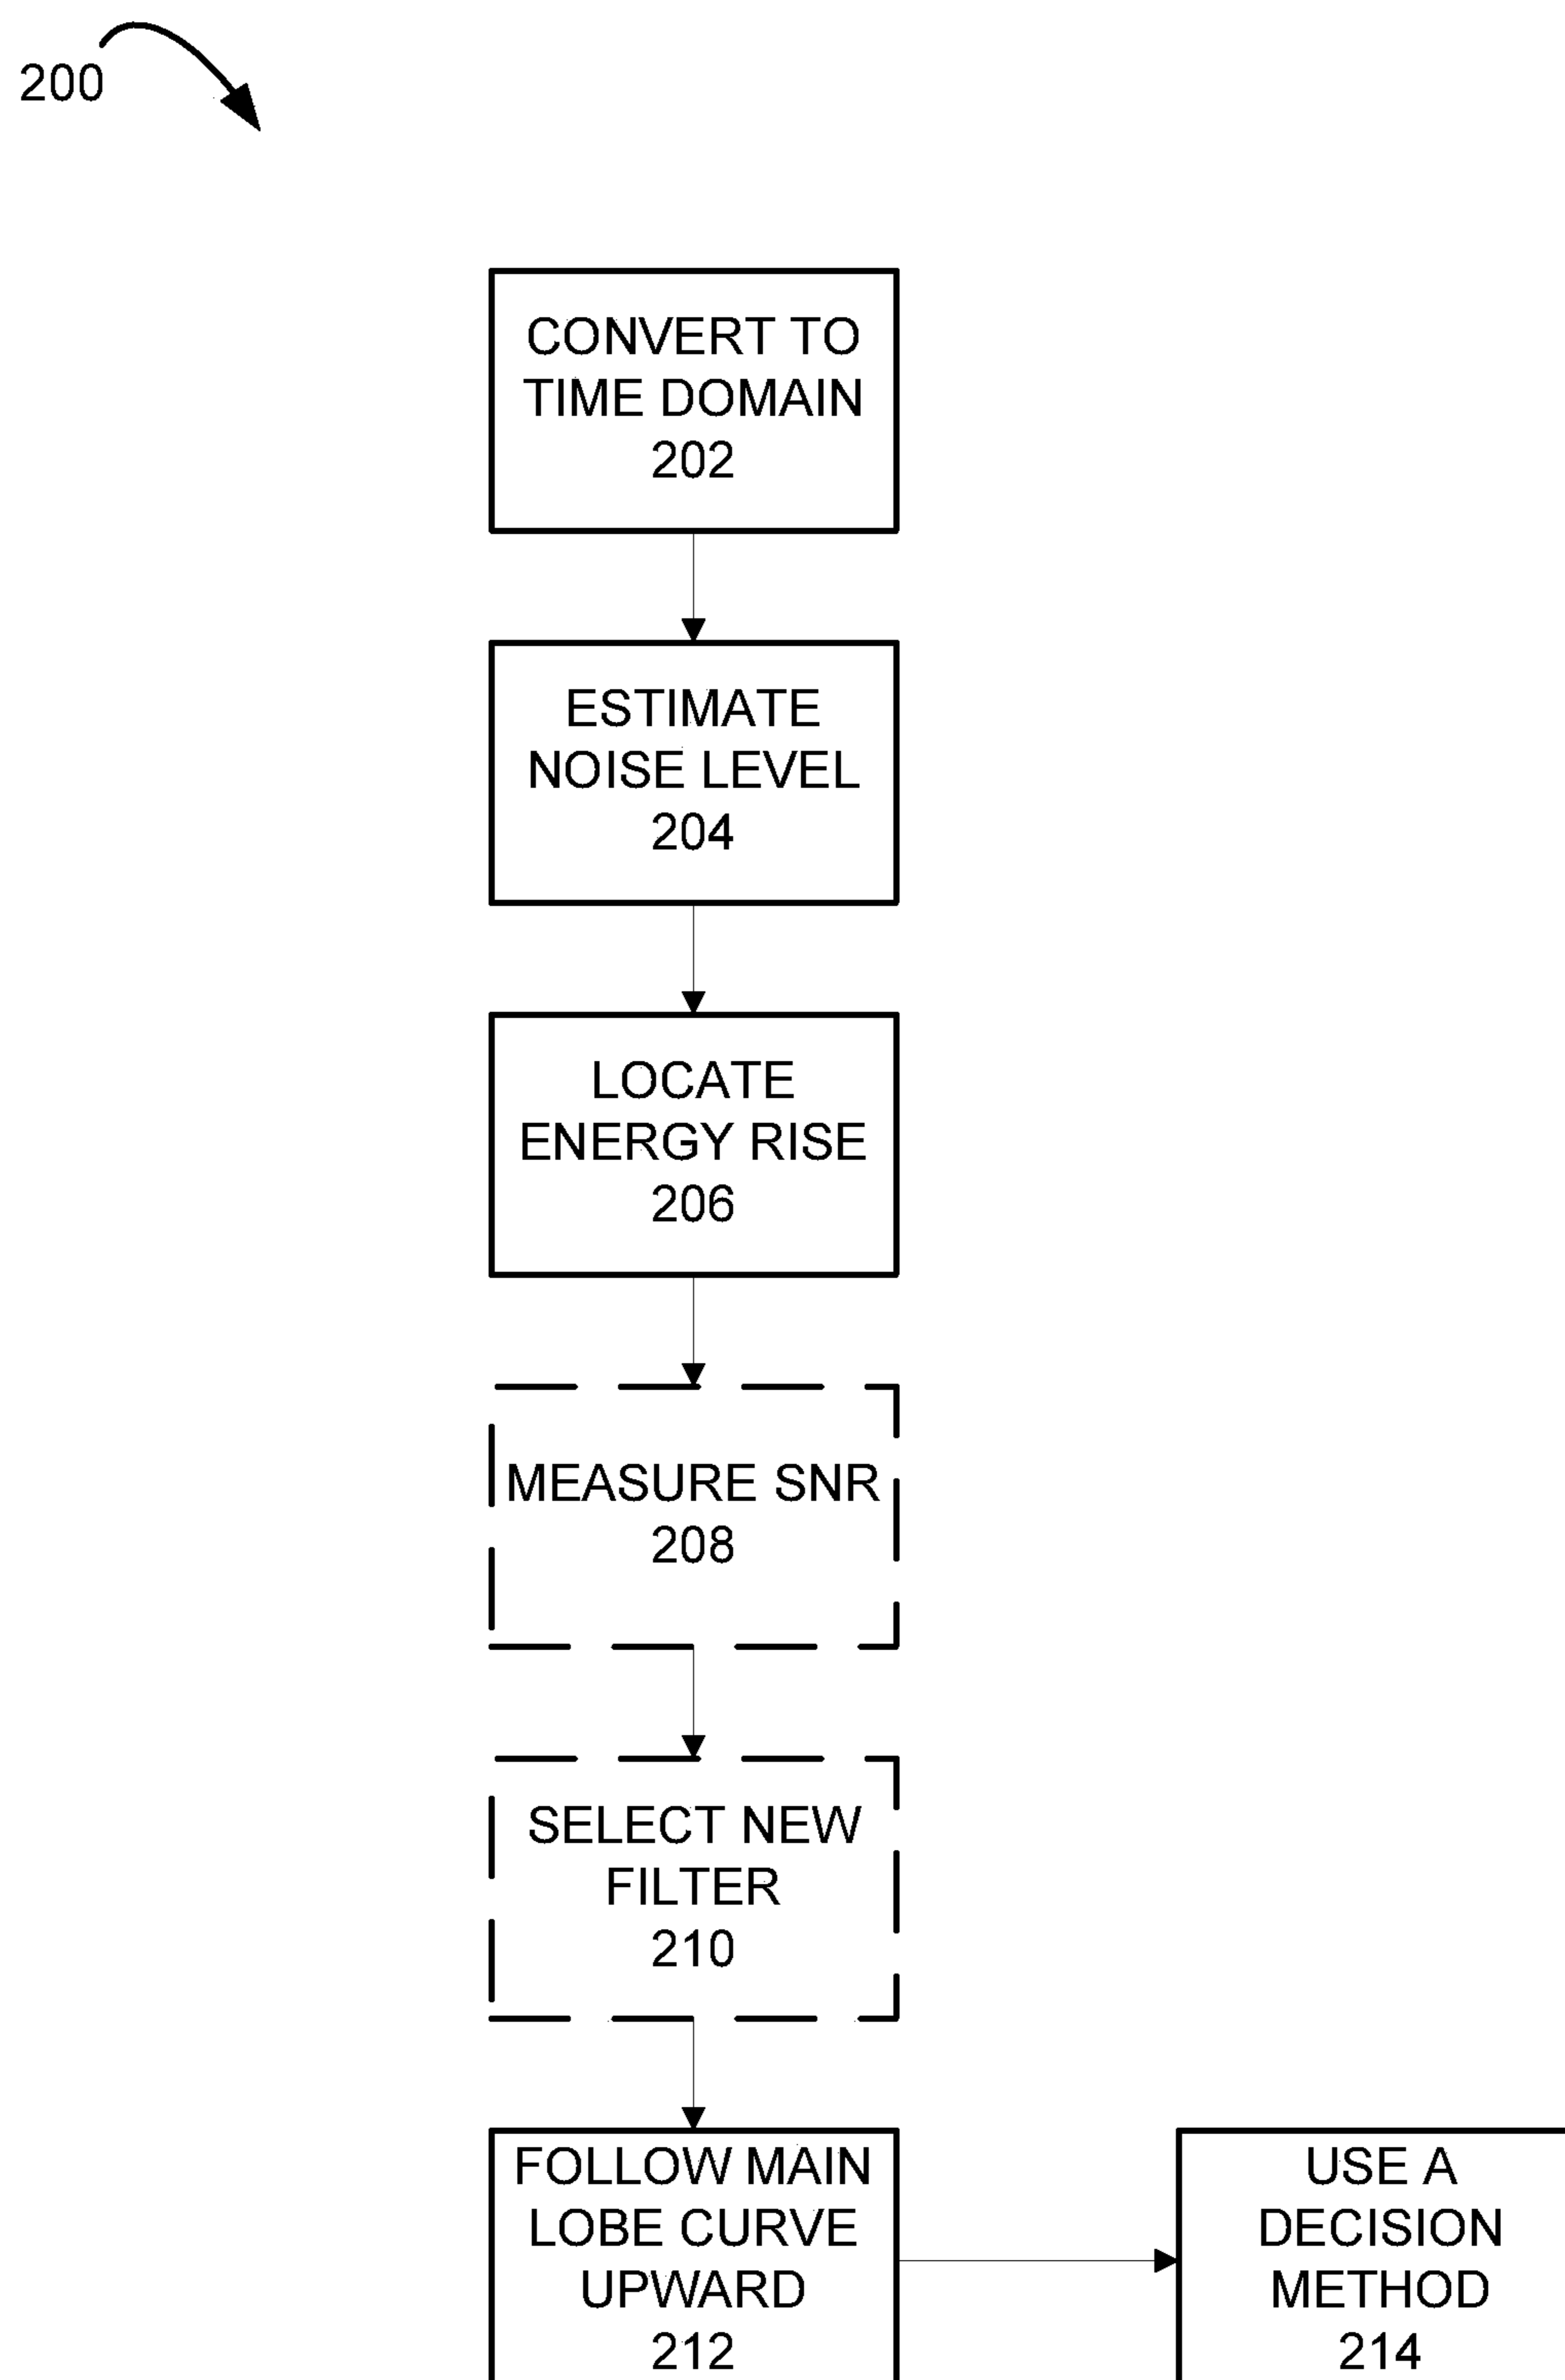 200
CONVERT TO
TIME DOMAIN
202
ESTIMATE
NOISE LEVEL
204
LOCATE
ENERGY RISE
206
MEASURE SNR
208
SELECT NEW
FILTER
210
FOLLOW MAIN
LOBE CURVE
UPWARD
212
USE A
DECISION
METHOD
214